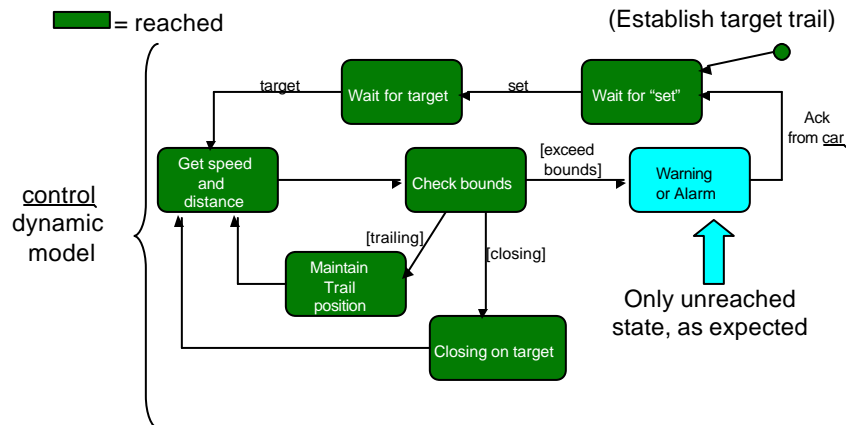 = reached
(Establish target trail)
target
set
Wait for target
Wait for “set”
Ack
from car
Get speed
and
distance
Check bounds
[exceed
bounds]
Warning
or Alarm
control
dynamic
model
[trailing]
[closing]
Maintain
Trail
position
Only unreached
state, as expected
Closing on target